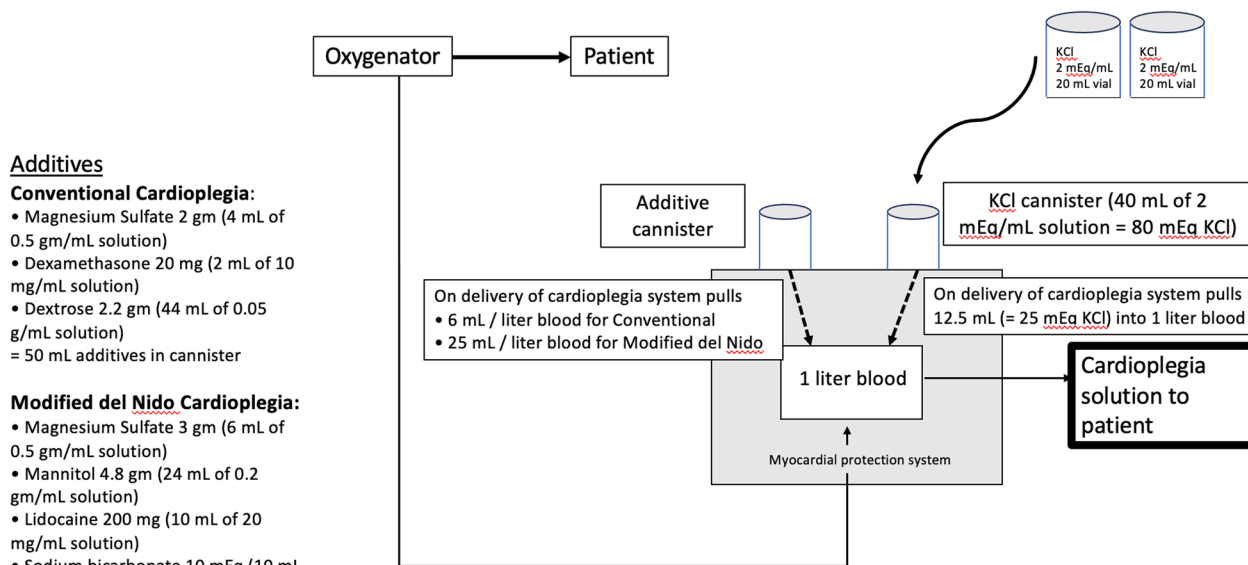 Oxygenator
Patient
KCl
2 mEq/mL
20 mL vial
KCl
2 mEq/mL
20 mL vial
Additives
Conventional Cardioplegia:
• Magnesium Sulfate 2 gm (4 mL of
0.5 gm/mL solution)
• Dexamethasone 20 mg (2 mL of 10
mg/mL solution)
• Dextrose 2.2 gm (44 mL of 0.05
g/mL solution)
= 50 mL additives in cannister
Modified del Nido Cardioplegia:
• Magnesium Sulfate 3 gm (6 mL of
0.5 gm/mL solution)
• Mannitol 4.8 gm (24 mL of 0.2
gm/mL solution)
• Lidocaine 200 mg (10 mL of 20
mg/mL solution)
• Sodium bicarbonate 10 mEq (10 mL
Additive
cannister
KCl cannister (40 mL of 2
mEq/mL solution = 80 mEq KCl)
On delivery of cardioplegia system pulls
• 6 mL / liter blood for Conventional
• 25 mL / liter blood for Modified del Nido
On delivery of cardioplegia system pulls
12.5 mL (= 25 mEq KCl) into 1 liter blood
1 liter blood
Myocardial protection system
Cardioplegia
solution to
patient